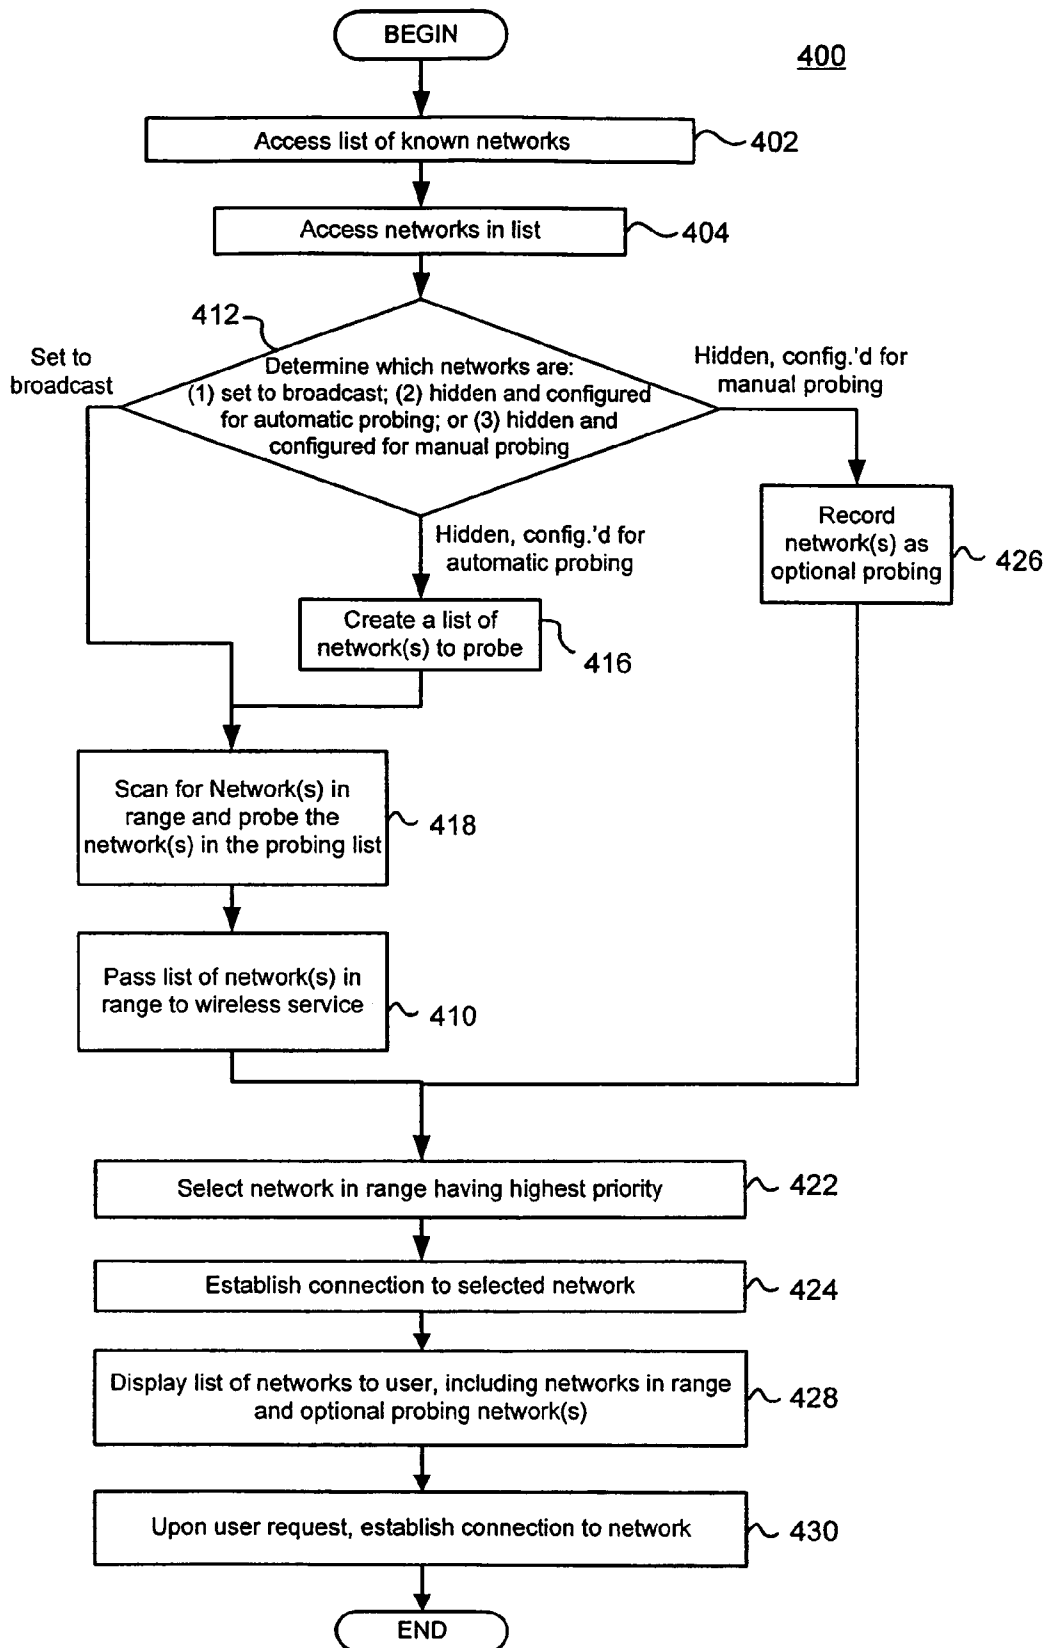 BEGIN
400
Access list of known networks
402
Access networks in list
404
412
Set to
broadcast
Determine which networks are:
(1) set to broadcast; (2) hidden and configured
for automatic probing; or (3) hidden and
configured for manual probing
Hidden, config.'d for
manual probing
Hidden, config.'d for
automatic probing
Record
network(s) as
optional probing
426
Create a list of
network(s) to probe
416
Scan for Network(s) in
range and probe the
network(s) in the probing list
418
Pass list of network(s) in
range to wireless service
410
Select network in range having highest priority
422
Establish connection to selected network
424
Display list of networks to user, including networks in range
and optional probing network(s)
428
Upon user request, establish connection to network
430
END